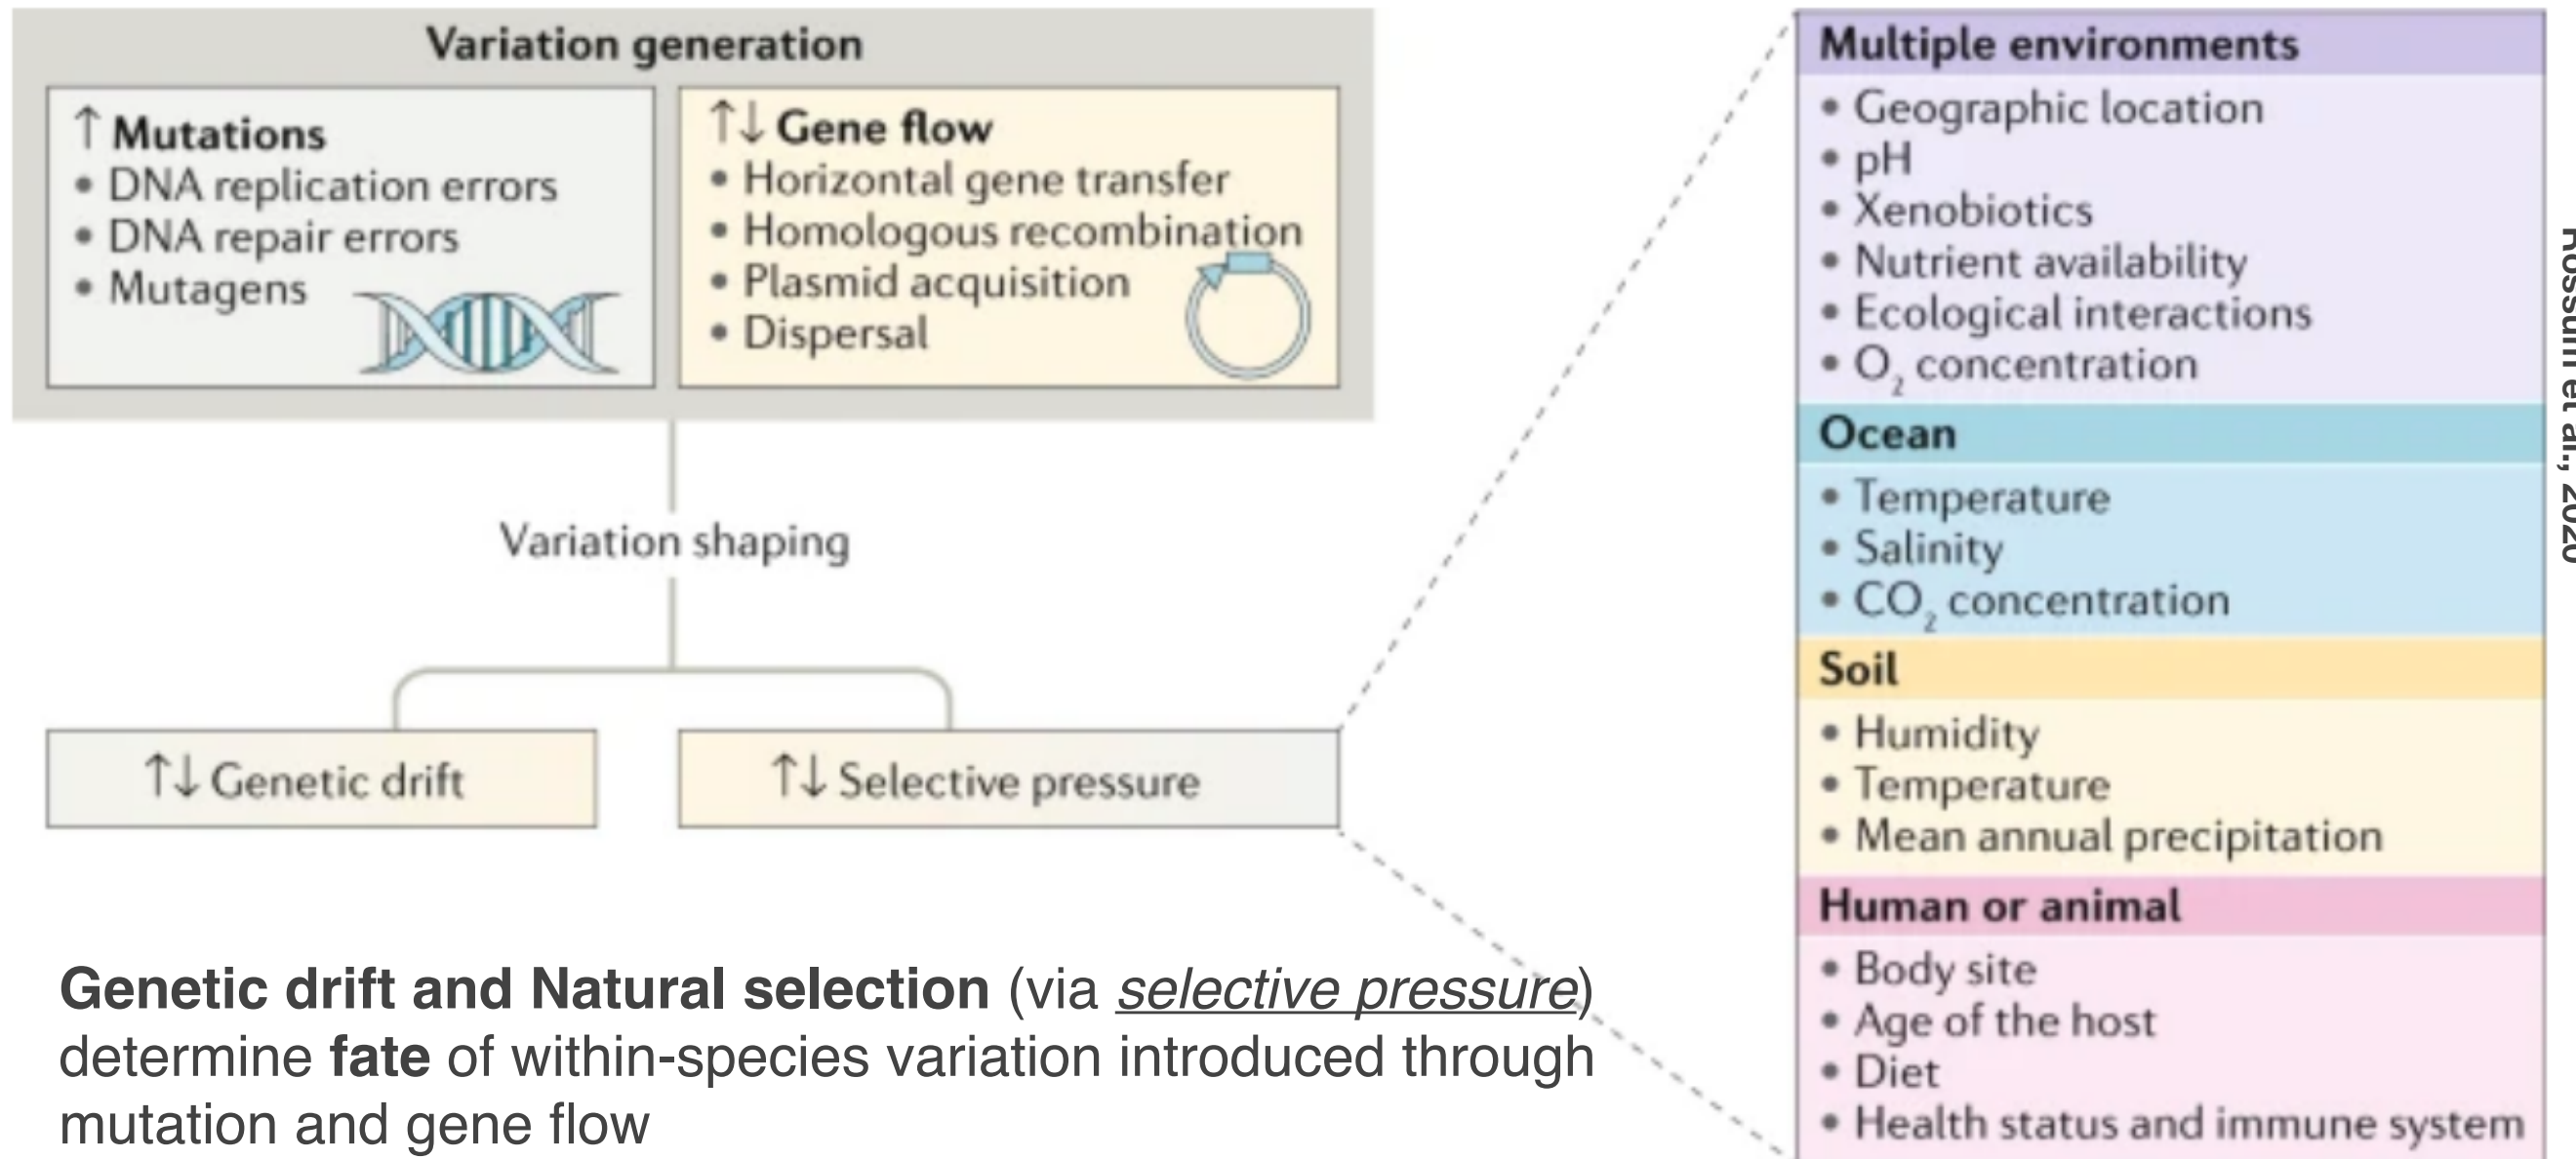 Variation generation
↑ Mutations
• DNA replication errors
• DNA repair errors
• Mutagens
↑↓ Gene flow
• Horizontal gene transfer
• Homologous recombination
• Plasmid acquisition
• Dispersal
Variation shaping
↑↓ Genetic drift
↑↓ Selective pressure
Genetic drift and Natural selection (via selective pressure)
determine fate of within-species variation introduced through
mutation and gene flow
Multiple environments
• Geographic location
• pH
• Xenobiotics
• Nutrient availability
• Ecological interactions
• O₂ concentration
Ocean
• Temperature
• Salinity
• CO₂ concentration
Soil
• Humidity
• Temperature
• Mean annual precipitation
Human or animal
• Body site
• Age of the host
• Diet
• Health status and immune system
Rossum et al., 2020